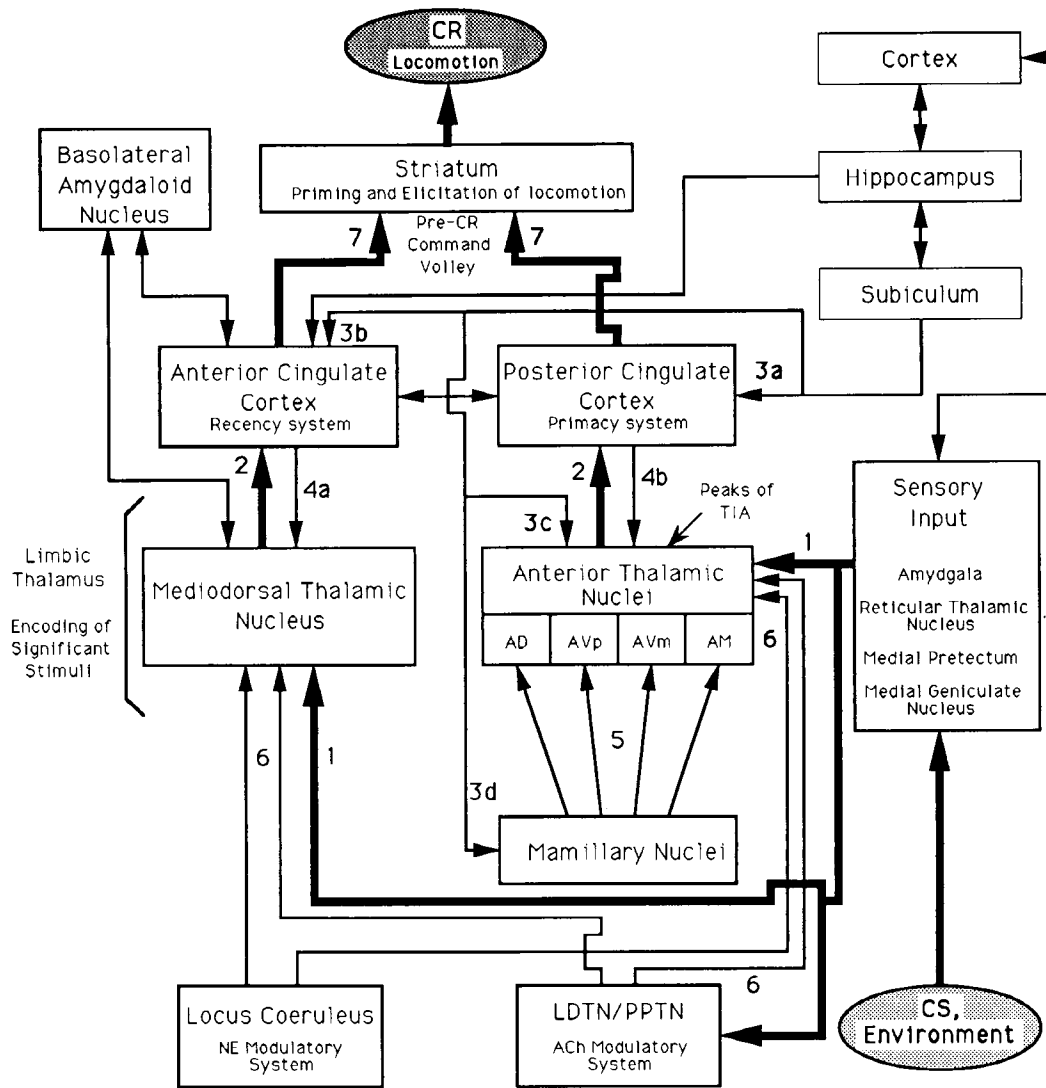 CR
Locomotion
Cortex
Basolateral
Amygdaloid
Nucleus
Striatum
Priming and Elicitation of locomotion
Hippocampus
7
Pre-CR
Command
Volley
7
Subiculum
3b
Anterior Cingulate
Cortex
Recency system
Posterior Cingulate
Cortex
Primacy system
3a
2
4a
2
4b
Peaks of
TIA
Sensory
Input
Amydgala
Reticular Thalamic
Nucleus
Medial Pretectum
Medial Geniculate
Nucleus
3c
1
Limbic
Thalamus
Encoding of
Significant
Stimuli
Mediodorsal Thalamic
Nucleus
Anterior Thalamic
Nuclei
AD
AVp
AVm
AM
6
6
1
5
3d
Mamillary Nuclei
6
Locus Coeruleus
NE Modulatory
System
LDTN/PPTN
ACh Modulatory
System
CS,
Environment